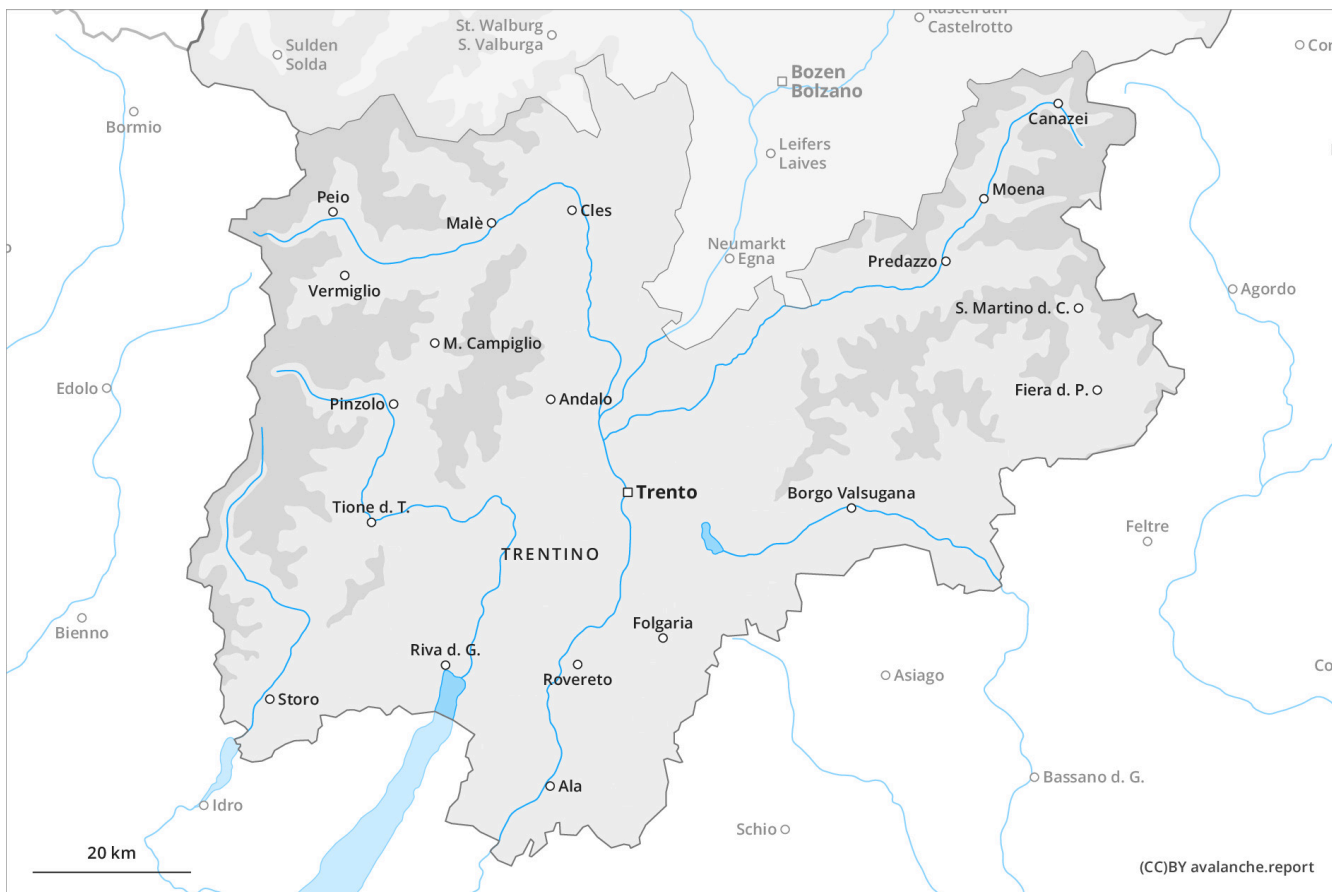 St. Walburg
S. Valburga
Castelrotto
Sulden
Solda
Bozen
Bolzano
Bormio
Canazei
Leifers
Laives
Moena
Peio
Malè
Cles
Neumarkt
Egna
Predazzo
Vermiglio
Agordo
S. Martino d. C.
M. Campiglio
Edolo
Pinzolo
Andalo
Fiera d. P.
Trento
Borgo Valsugana
Tione d. T.
Feltre
TRENTINO
Bienno
Folgaria
Riva d. G.
Rovereto
Asiago
Storo
Ala
Bassano d. G.
Idro
Schio
20 km
(CC)BY avalanche.report